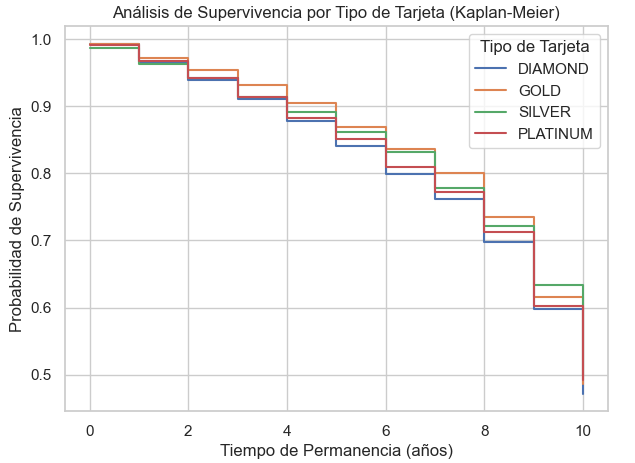 Análisis de Supervivencia por Tipo de Tarjeta (Kaplan-Meier)
Tipo de Tarjeta
DIAMOND
GOLD
SILVER
PLATINUM
Probabilidad de Supervivencia
1.0
0.9
0.8
0.7
0.6
0.5
0 2 4 6 8 10
Tiempo de Permanencia (años)